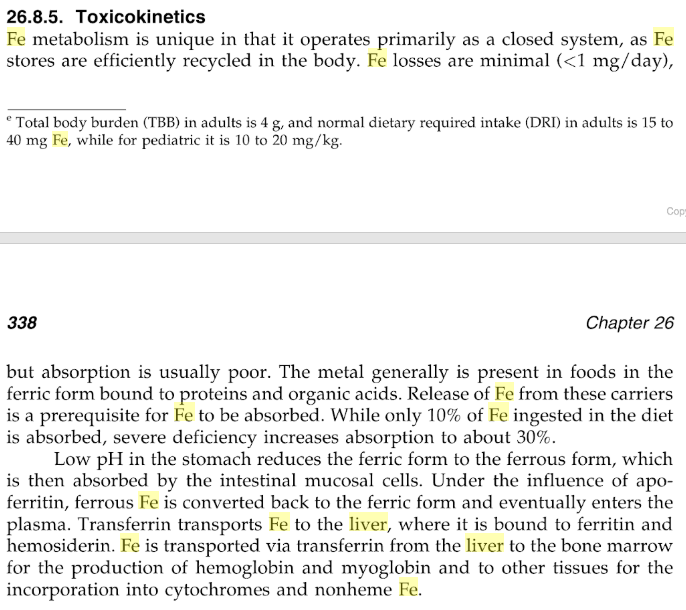 26.8.5. Toxicokinetics
Fe metabolism is unique in that it operates primarily as a closed system, as Fe
stores are efficiently recycled in the body. Fe losses are minimal (<1 mg/day),
e Total body burden (TBB) in adults is 4 g, and normal dietary required intake (DRI) in adults is 15 to
40 mg Fe, while for pediatric it is 10 to 20 mg/kg.
338 Chapter 26
but absorption is usually poor. The metal generally is present in foods in the
ferric form bound to proteins and organic acids. Release of Fe from these carriers
is a prerequisite for Fe to be absorbed. While only 10% of Fe ingested in the diet
is absorbed, severe deficiency increases absorption to about 30%.
Low pH in the stomach reduces the ferric form to the ferrous form, which
is then absorbed by the intestinal mucosal cells. Under the influence of apo-
ferritin, ferrous Fe is converted back to the ferric form and eventually enters the
plasma. Transferrin transports Fe to the liver, where it is bound to ferritin and
hemosiderin. Fe is transported via transferrin from the liver to the bone marrow
for the production of hemoglobin and myoglobin and to other tissues for the
incorporation into cytochromes and nonheme Fe.